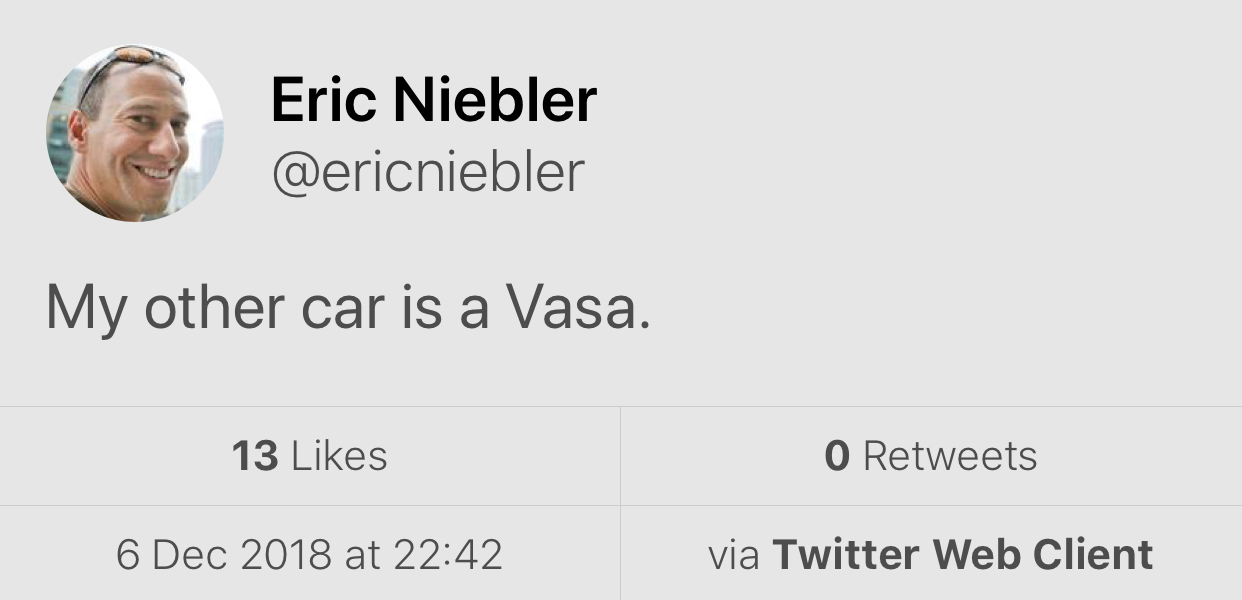 Eric Niebler
@ericniebler
My other car is a Vasa.
13 Likes
0 Retweets
6 Dec 2018 at 22:42
via Twitter Web Client